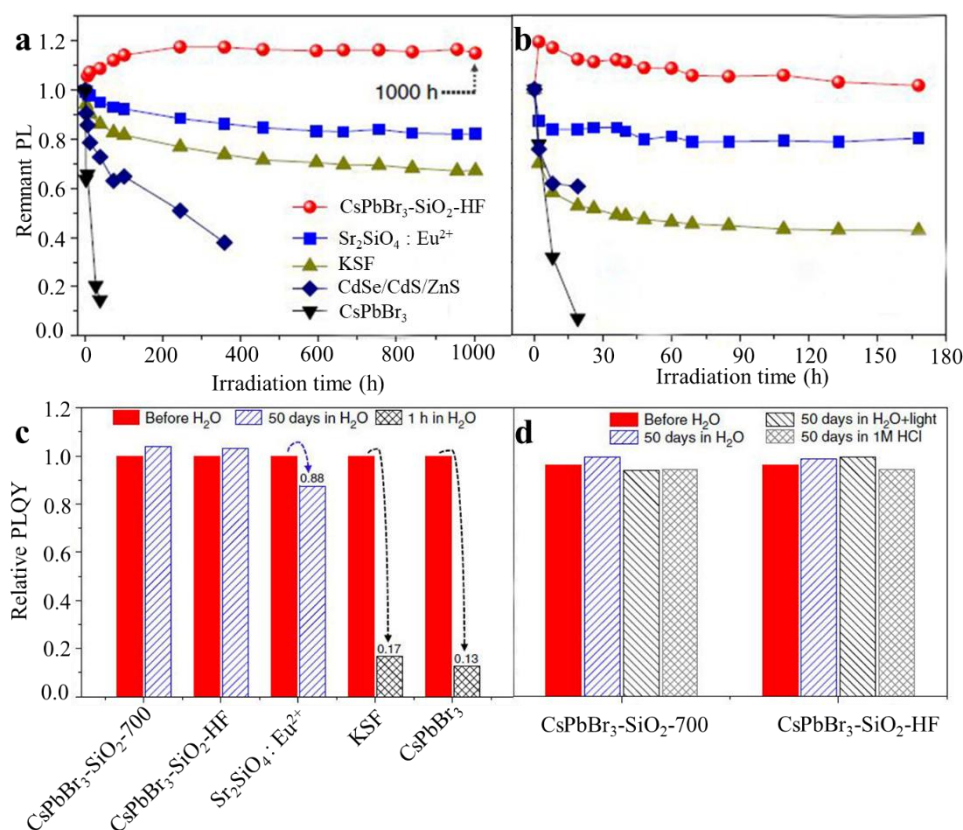 a
1.2
1.0
0.8
0.6
0.4
0.2
0.0
Remnant PL
1000 h
CsPbBr₃-SiO₂-HF
Sr₂SiO₄ : Eu²⁺
KSF
CdSe/CdS/ZnS
CsPbBr₃
0 200 400 600 800 1000
Irradiation time (h)
b
0 30 60 90 120 150 180
Irradiation time (h)
c
1.2
1.0
0.8
0.6
0.4
0.2
0.0
Relative PLQY
Before H₂O 50 days in H₂O 1 h in H₂O
0.88
0.17
0.13
CsPbBr₃-SiO₂-700
CsPbBr₃-SiO₂-HF
Sr₂SiO₄ : Eu²⁺
KSF
CsPbBr₃
d
Before H₂O 50 days in H₂O+light
50 days in H₂O 50 days in 1M HCl
CsPbBr₃-SiO₂-700 CsPbBr₃-SiO₂-HF